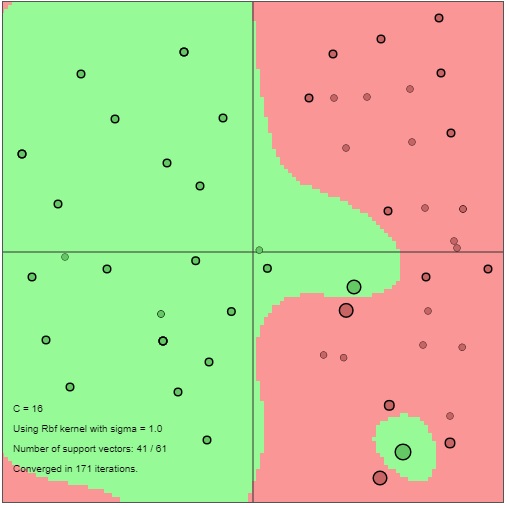 C = 16
Using Rbf kernel with sigma = 1.0
Number of support vectors: 41 / 61
Converged in 171 iterations.